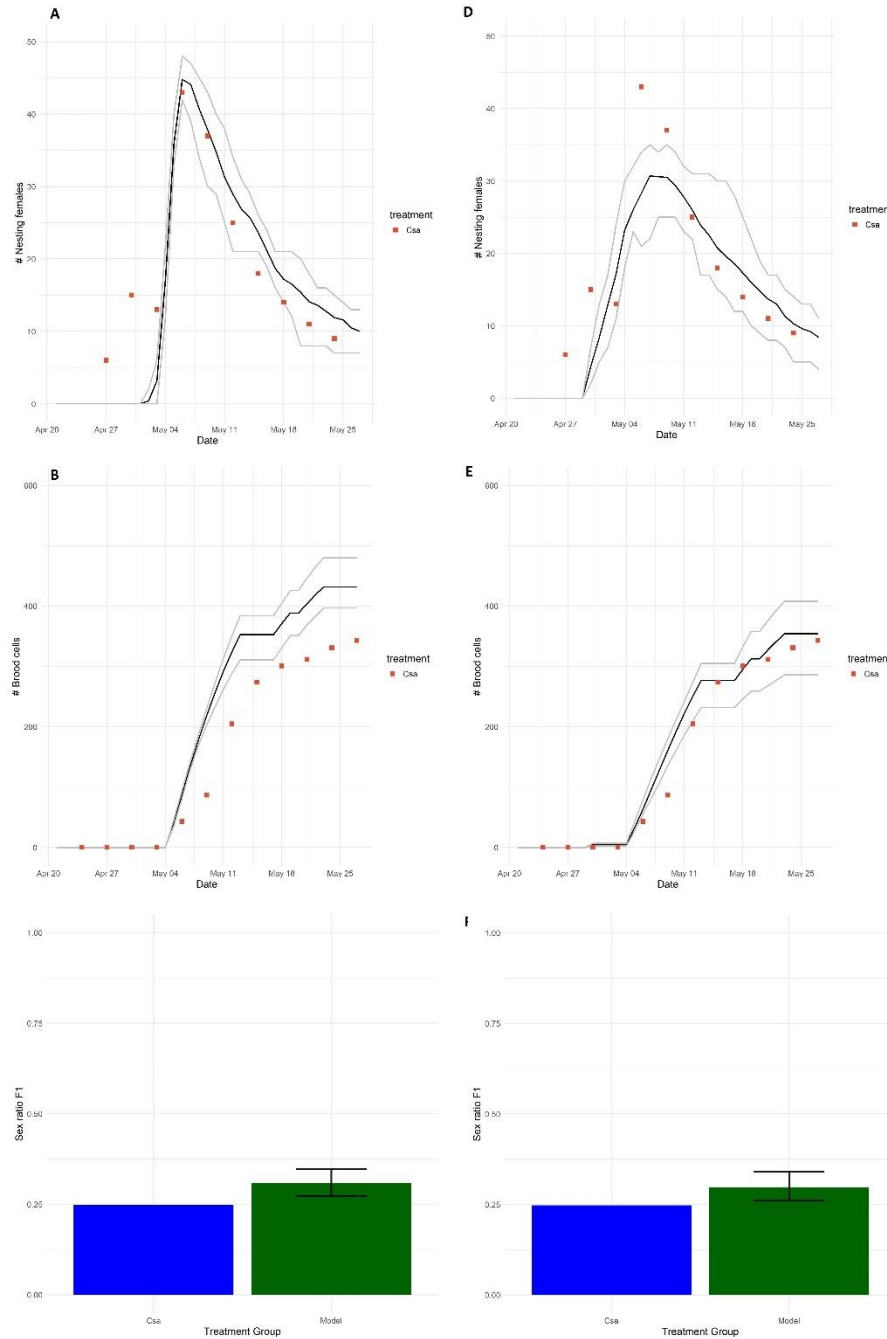 A
50
40
30
20
10
0
# Nesting females
Apr 20
Apr 27
May 04
May 11
May 18
May 25
Date
treatment
Csa
D
50
40
30
20
10
0
# Nesting females
Apr 20
Apr 27
May 04
May 11
May 18
May 25
Date
treatmer
Csa
B
600
400
200
0
# Brood cells
Apr 20
Apr 27
May 04
May 11
May 18
May 25
Date
treatment
Csa
E
600
400
200
0
# Brood cells
Apr 20
Apr 27
May 04
May 11
May 18
May 25
Date
treatmer
Csa
1.00
0.75
0.50
0.25
0.00
Sex ratio F1
Csa
Model
Treatment Group
1.00
0.75
0.50
0.25
0.00
Sex ratio F1
Csa
Model
Treatment Group